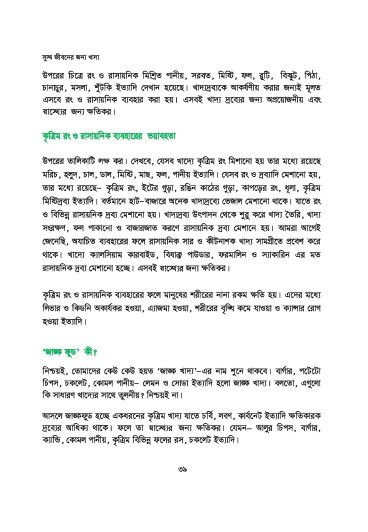 সুস্থ জীবনের জন্য খাদ্য
উপরের চিত্রে রং ও রাসায়নিক মিশ্রিত পানীয়, সরবত, মিষ্টি, ফল, রুটি, বিস্কুট, পিঠা,
চানাচুর, মসলা, শুঁটকি ইত্যাদি দেখান হয়েছে। খাদ্যদ্রব্যকে আকর্ষণীয় করার জন্যই মূলত
এসবে রং ও রাসায়নিক ব্যবহার করা হয়। এসবই খাদ্য দ্রব্যের জন্য অপ্রয়োজনীয় এবং
স্বাস্থ্যের জন্য ক্ষতিকর।
কৃত্রিম রং ও রাসায়নিক ব্যবহারের ভয়াবহতা
উপরের তালিকাটি লক্ষ কর। দেখবে, যেসব খাদ্যে কৃত্রিম রং মিশানো হয় তার মধ্যে রয়েছে
মরিচ, হলুদ, চাল, ডাল, মিষ্টি, মাছ, ফল, পানীয় ইত্যাদি। যেসব রং ও দ্রব্যাদি মেশানো হয়,
তার মধ্যে রয়েছে– কৃত্রিম রং, ইটের গুড়া, রঙিন কাঠের গুড়া, কাপড়ের রং, ধূলা, কৃত্রিম
মিষ্টিদ্রব্য ইত্যাদি। বর্তমানে হাট–বাজারে অনেক খাদ্যদ্রব্যে ভেজাল মেশানো থাকে। যাতে রং
ও বিভিন্ন রাসায়নিক দ্রব্য মেশানো হয়। খাদ্যদ্রব্য উৎপাদন থেকে শুরু করে খাদ্য তৈরি, খাদ্য
সংরক্ষণ, ফল পাকানো ও বাজারজাত করণে রাসায়নিক দ্রব্য মেশানে হয়। আমরা আগেই
জেনেছি, অযাচিত ব্যবহারের ফলে রাসায়নিক সার ও কীটনাশক খাদ্য সামগ্রীতে প্রবেশ করে
থাকে। খাদ্যে ক্যালসিয়াম কারবাইড, বিষাক্ত পাউডার, ফরমালিন ও স্যাকারিন এর মত
রাসায়নিক দ্রব্য মেশানো হচ্ছে। এসবই স্বাস্থ্যের জন্য ক্ষতিকর।
কৃত্রিম রং ও রাসায়নিক ব্যবহারের ফলে মানুষের শরীরের নানা রকম ক্ষতি হয়। এদের মধ্যে
লিভার ও কিডনি অকার্যকর হওয়া, এ্যাজমা হওয়া, শরীরের বৃদ্ধি কমে যাওয়া ও ক্যান্সার রোগ
হওয়া ইত্যাদি।
‘জাঙ্ক ফুড’ কী?
নিশ্চয়ই, তোমাদের কেউ কেউ হয়ত ‘জাঙ্ক খাদ্য’–এর নাম শুনে থাকবে। বার্গার, পটেটো
চিপস, চকলেট, কোমল পানীয়– লেমন ও সোডা ইত্যাদি হলো জাঙ্ক খাদ্য। বলতো, এগুলো
কি সাধারণ খাদ্যের সাথে তুলনীয়? নিশ্চয়ই না।
আসলে জাঙ্কফুড হচ্ছে একধরনের কৃত্রিম খাদ্য যাতে চর্বি, লবণ, কার্বনেট ইত্যাদি ক্ষতিকারক
দ্রব্যের আধিক্য থাকে। ফলে তা স্বাস্থ্যের জন্য ক্ষতিকর। যেমন– আলুর চিপস, বার্গার,
ক্যান্ডি, কোমল পানীয়, কৃত্রিম বিভিন্ন ফলের রস, চকলেট ইত্যাদি।
৩৯